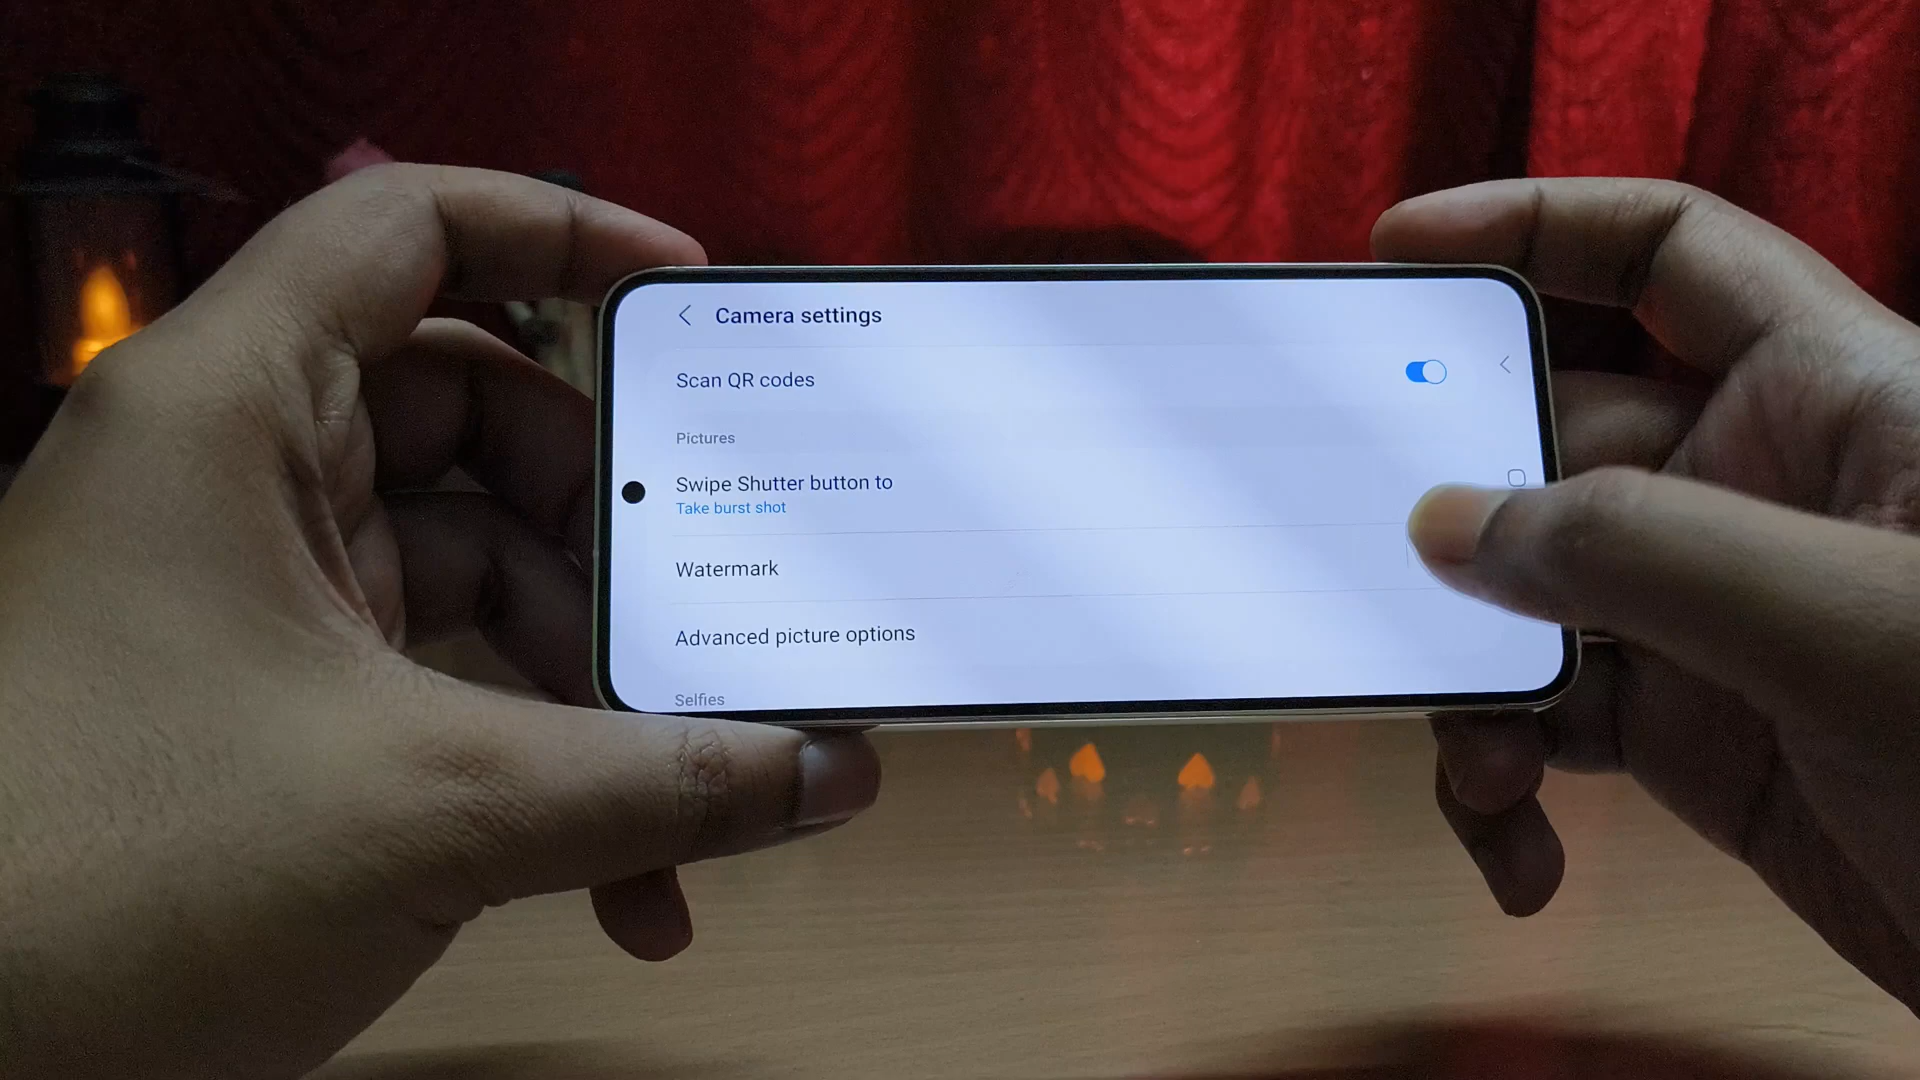 Camera settings
Scan QR codes
Pictures
Swipe Shutter button to
Take burst shot
Watermark
Advanced picture options
Selfies